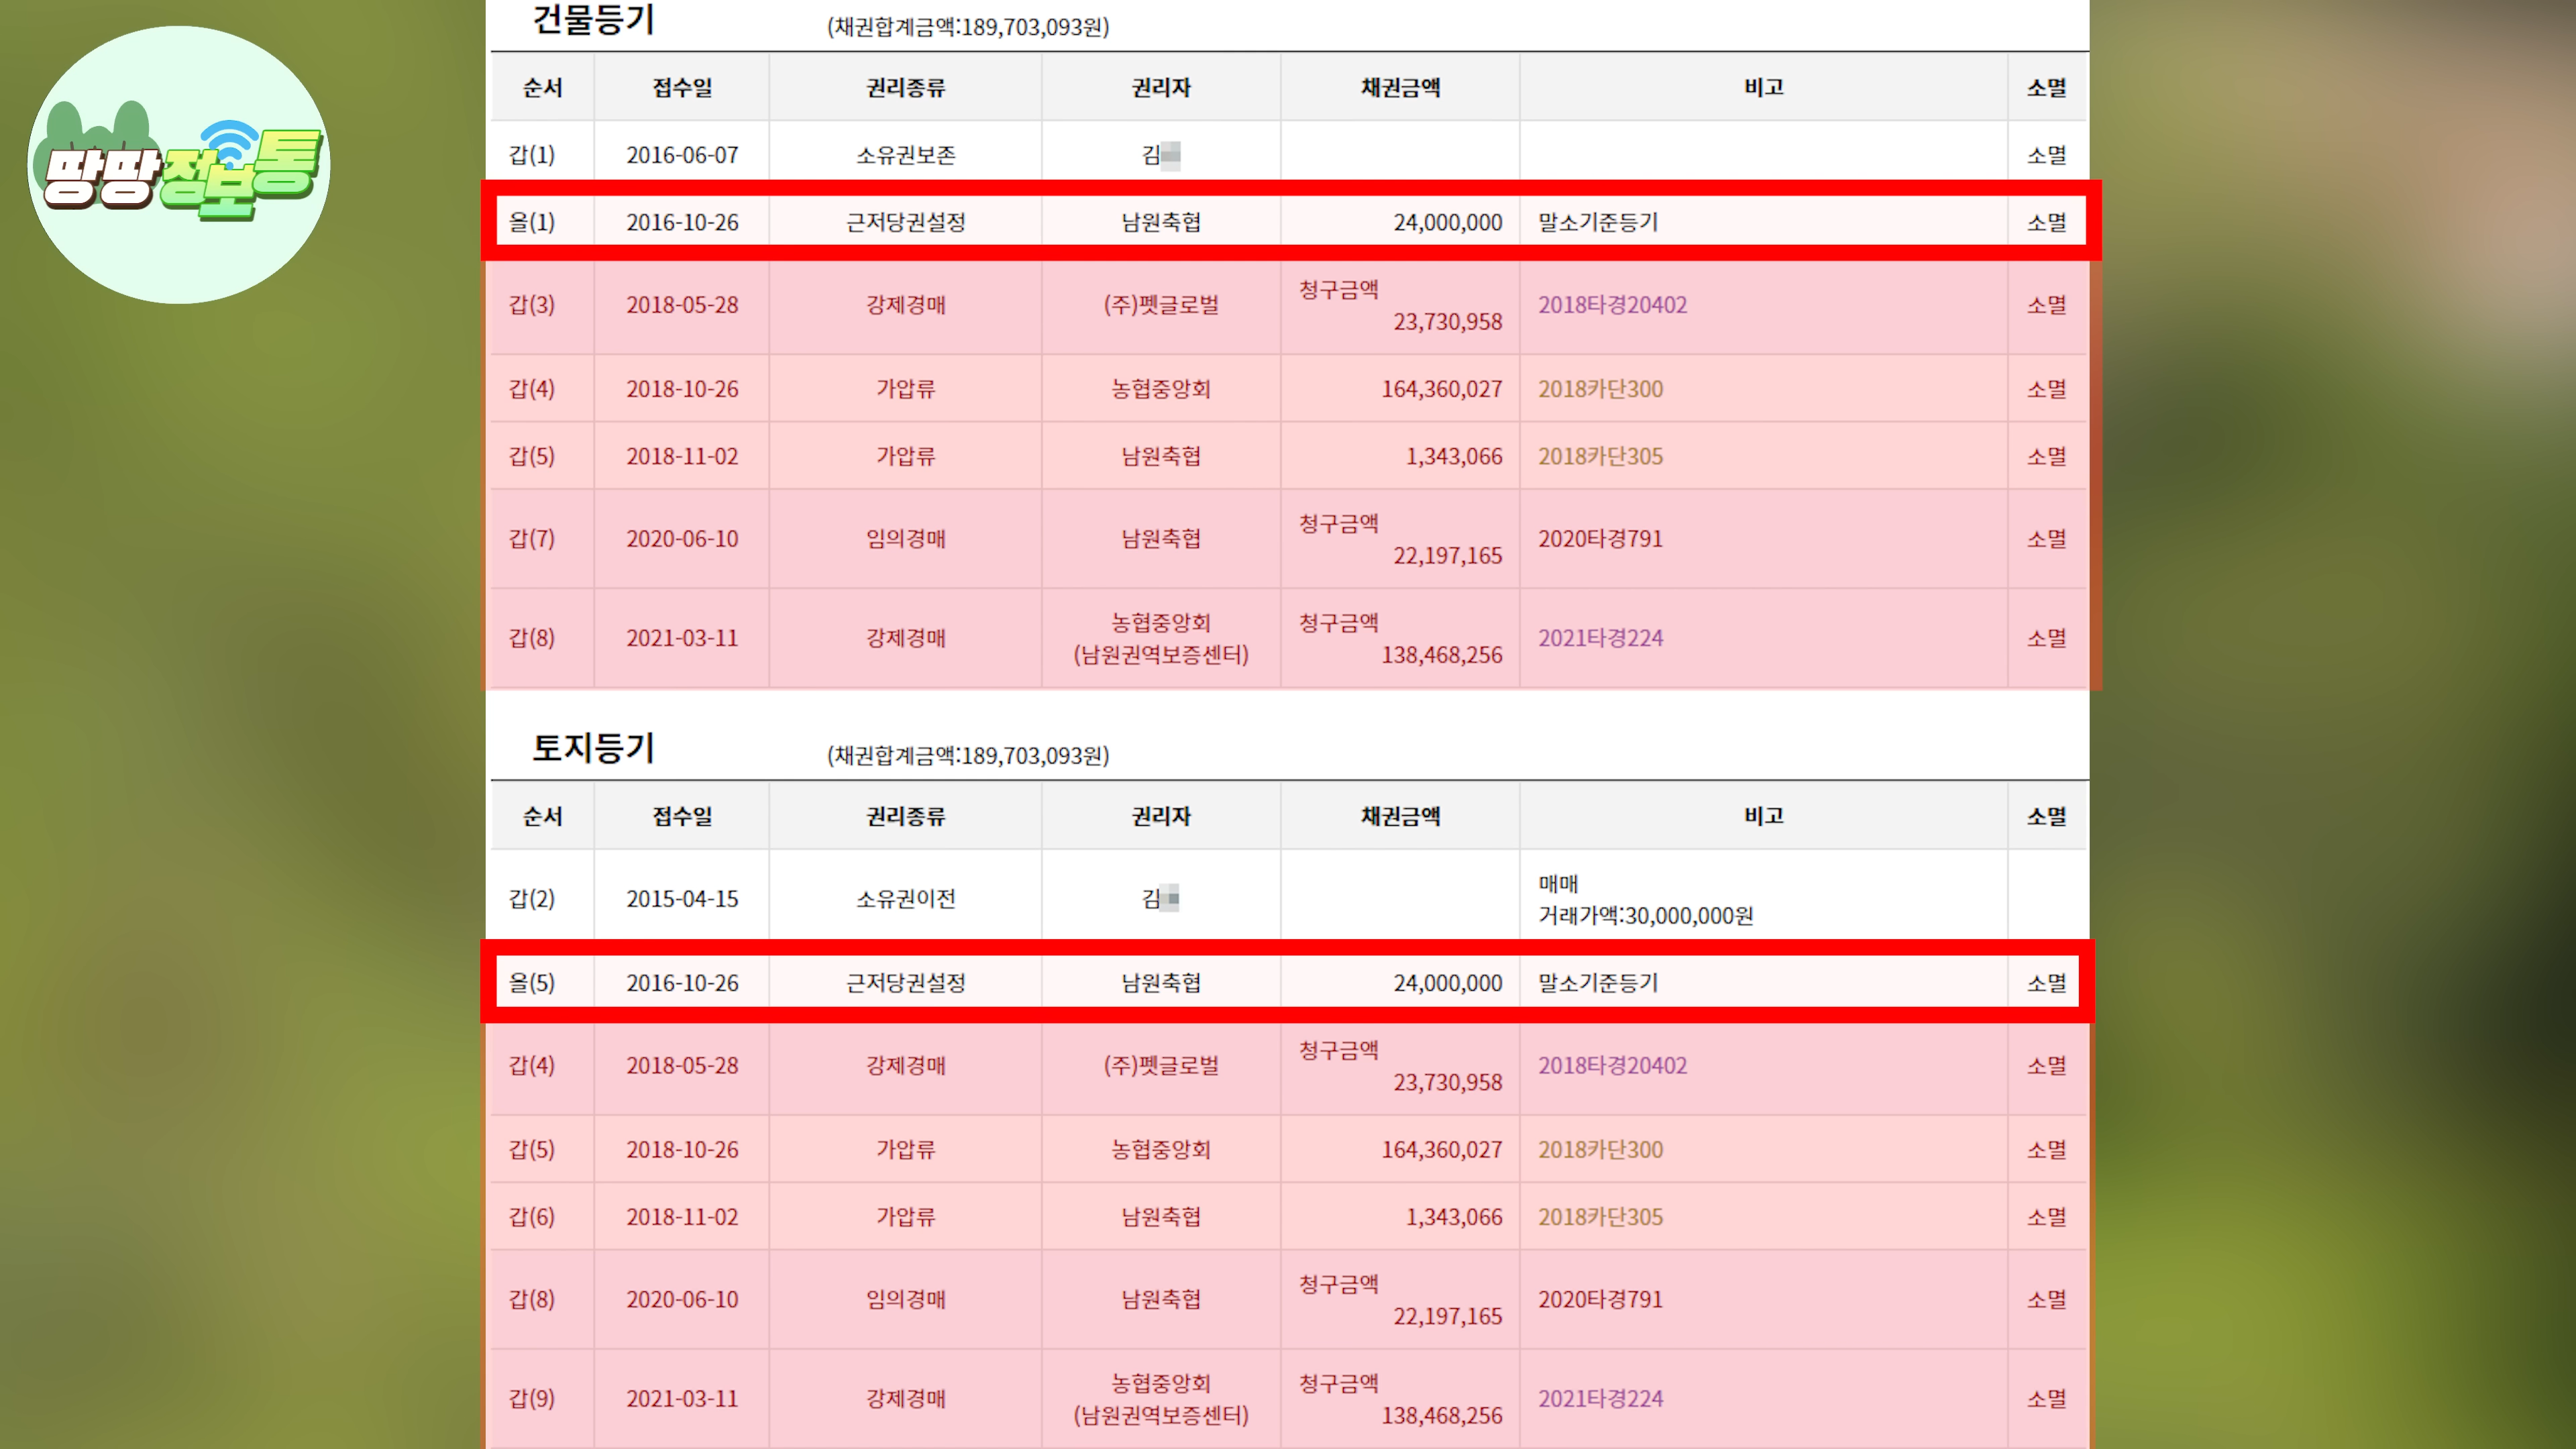 땅땅정보통
건물등기 (채권합계금액:189,703,093원)
순서 접수일 권리종류 권리자 채권금액 비고 소멸
갑(1) 2016-06-07 소유권보존 김 소멸
을(1) 2016-10-26 근저당권설정 남원축협 24,000,000 말소기준등기 소멸
갑(3) 2018-05-28 강제경매 (주)펫글로벌 청구금액 23,730,958 2018타경20402 소멸
갑(4) 2018-10-26 가압류 농협중앙회 164,360,027 2018카단300 소멸
갑(5) 2018-11-02 가압류 남원축협 1,343,066 2018카단305 소멸
갑(7) 2020-06-10 임의경매 남원축협 청구금액 22,197,165 2020타경791 소멸
갑(8) 2021-03-11 강제경매 농협중앙회 (남원권역보증센터) 청구금액 138,468,256 2021타경224 소멸
토지등기 (채권합계금액:189,703,093원)
순서 접수일 권리종류 권리자 채권금액 비고 소멸
갑(2) 2015-04-15 소유권이전 김 매매 거래가액:30,000,000원
을(5) 2016-10-26 근저당권설정 남원축협 24,000,000 말소기준등기 소멸
갑(4) 2018-05-28 강제경매 (주)펫글로벌 청구금액 23,730,958 2018타경20402 소멸
갑(5) 2018-10-26 가압류 농협중앙회 164,360,027 2018카단300 소멸
갑(6) 2018-11-02 가압류 남원축협 1,343,066 2018카단305 소멸
갑(8) 2020-06-10 임의경매 남원축협 청구금액 22,197,165 2020타경791 소멸
갑(9) 2021-03-11 강제경매 농협중앙회 (남원권역보증센터) 청구금액 138,468,256 2021타경224 소멸